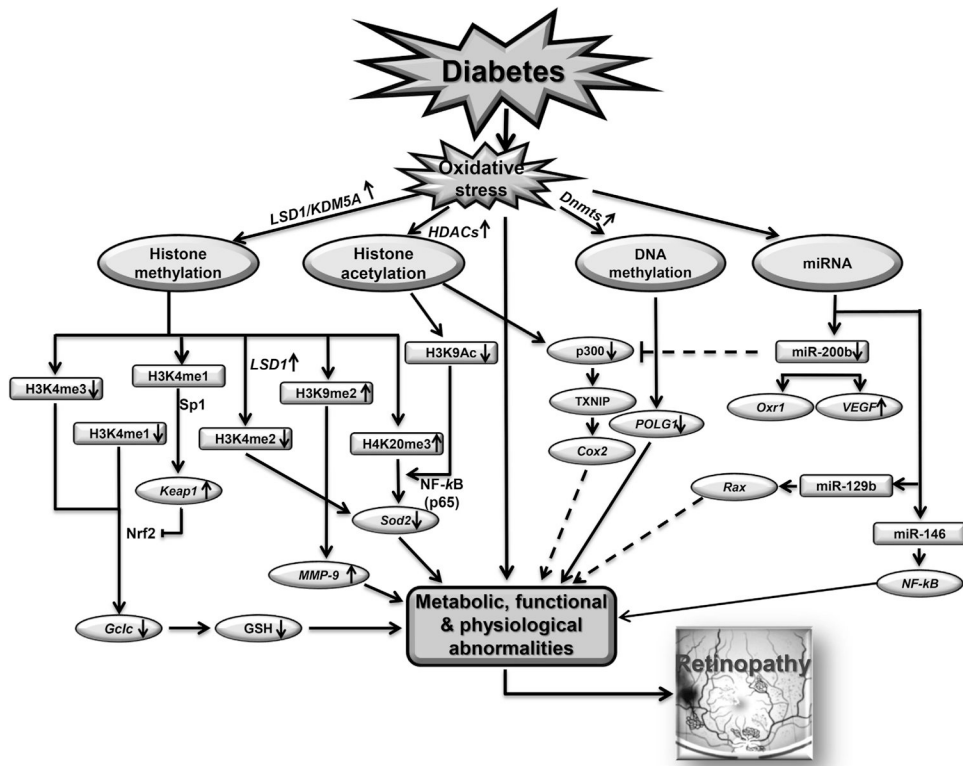 Diabetes
Oxidative
stress
LSD1/KDM5A↑
HDACs↑
Dnmts↑
Histone
methylation
Histone
acetylation
DNA
methylation
miRNA
H3K4me3↓
H3K4me1
Sp1
H3K4me1↓
Keap1↑
Nrf2
LSD1↑
H3K9me2↑
H3K4me2↓
H4K20me3↑
H3K9Ac↓
NF-kB
(p65)
Sod2↓
MMP-9↑
p300↓
TXNIP
Cox2
POLG1↓
miR-200b↓
Oxr1
VEGF↑
Rax
miR-129b
miR-146
NF-kB
Gclc↓
GSH↓
Metabolic, functional
& physiological
abnormalities
Retinopathy